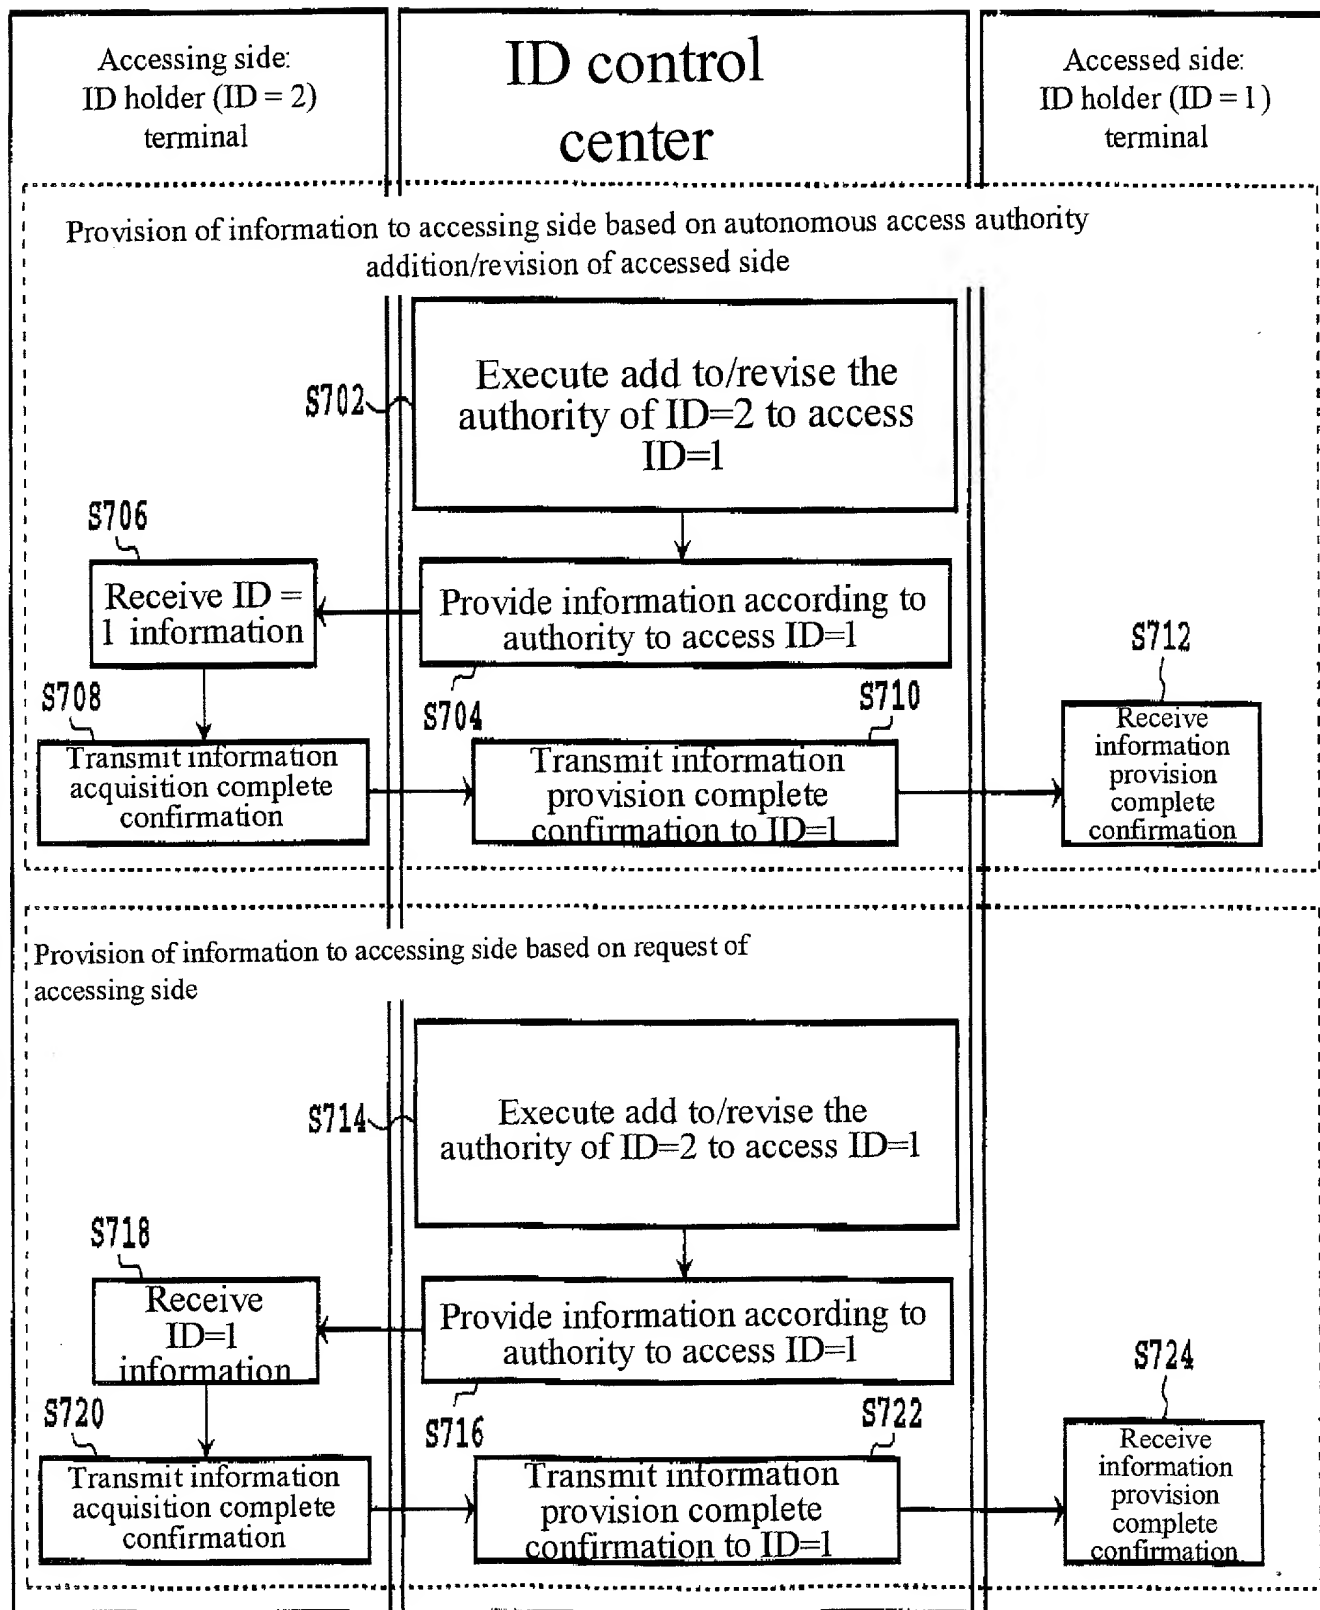 Accessing side:
ID holder (ID = 2)
terminal
ID control
center
Accessed side:
ID holder (ID = 1)
terminal
Provision of information to accessing side based on autonomous access authority
addition/revision of accessed side
S702
Execute add to/revise the
authority of ID=2 to access
ID=1
S706
Receive ID =
1 information
Provide information according to
authority to access ID=1
S704
S708
Transmit information
acquisition complete
confirmation
S710
Transmit information
provision complete
confirmation to ID=1
S712
Receive
information
provision
complete
confirmation
Provision of information to accessing side based on request of
accessing side
S714
Execute add to/revise the
authority of ID=2 to access ID=1
S718
Receive
ID=1
information
Provide information according to
authority to access ID=1
S716
S720
Transmit information
acquisition complete
confirmation
S722
Transmit information
provision complete
confirmation to ID=1
S724
Receive
information
provision
complete
confirmation